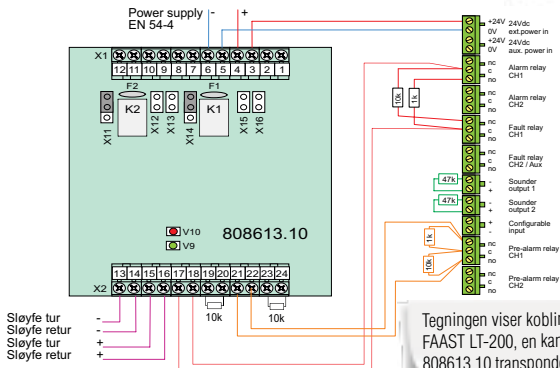 Power supply - +
EN 54-4
X1
12 11 10 9 8 7 6 5 4 3 2 1
F2
F1
K2
K1
X11
X12
X13
X14
X15
X16
V10
V9
808613.10
X2
13 14 15 16 17 18 19 20 21 22 23 24
10k
10k
Sløyfe tur -
Sløyfe retur -
Sløyfe tur +
Sløyfe retur +
10k
1k
47k
47k
1k
10k
+24V 24Vdc
0V ext.power in
+24V 24Vdc
0V aux. power in
nc Alarm relay
c CH1
no
nc Alarm relay
c CH2
no
nc Fault relay
c CH1
no
nc Fault relay
c CH2 / Aux
no
- Sounder
+ output 1
- Sounder
+ output 2
+ Configurable
- input
nc Pre-alarm relay
c CH1
no
nc Pre-alarm relay
c CH2
no
Tegningen viser kobling
FAAST LT-200, en kan
808613.10 transponde